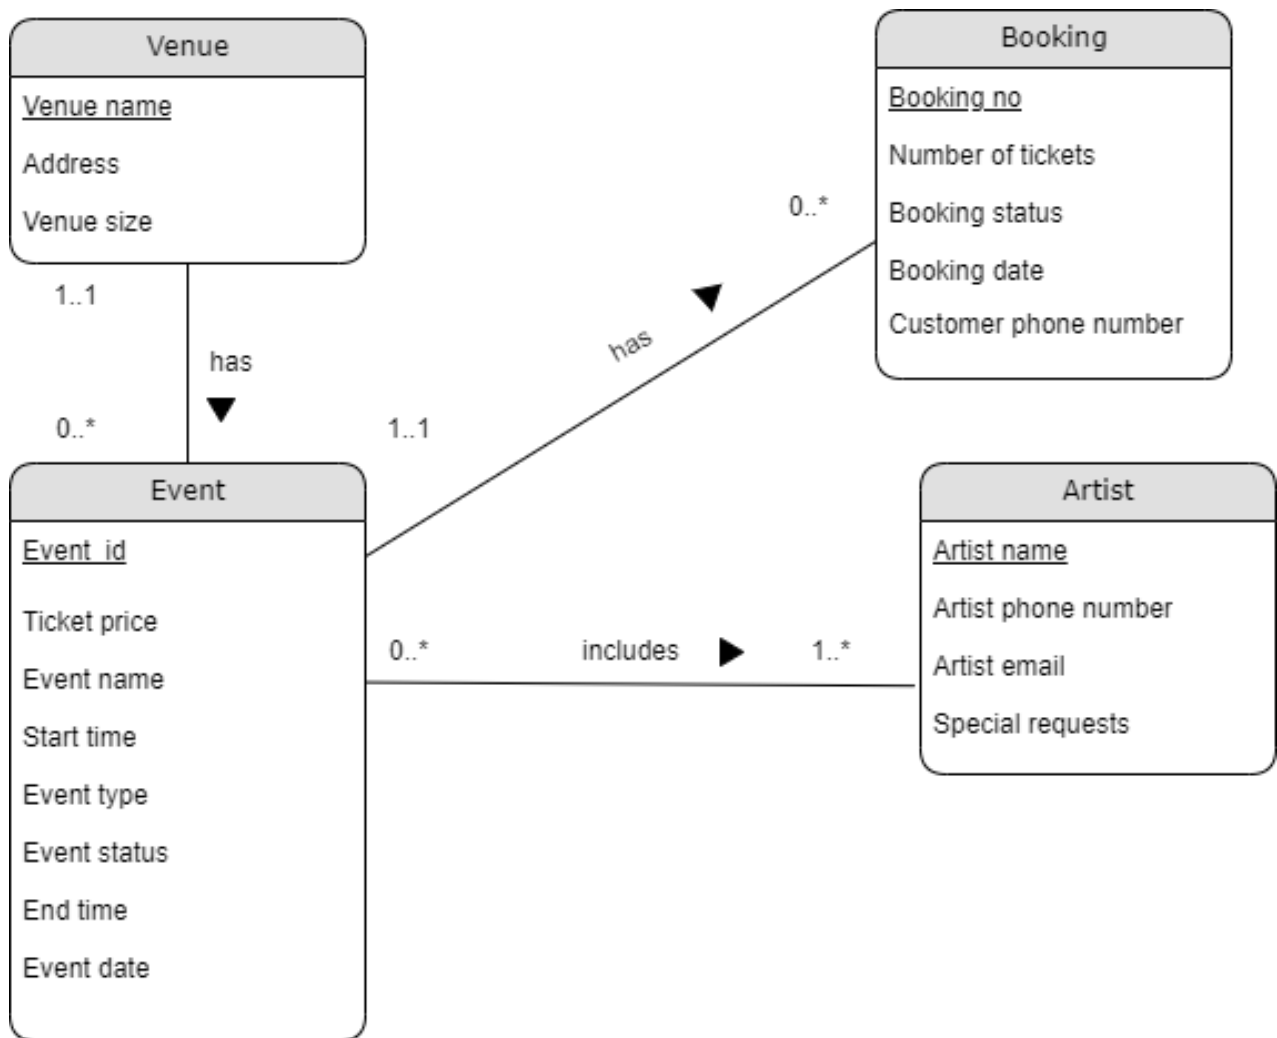 Venue
Venue name
Address
Venue size
Booking
Booking no
Number of tickets
Booking status
Booking date
Customer phone number
1..1
has
0..*
0..*
has
1..1
Event
Event_id
Ticket price
Event name
Start time
Event type
Event status
End time
Event date
0..*
includes
1..*
Artist
Artist name
Artist phone number
Artist email
Special requests